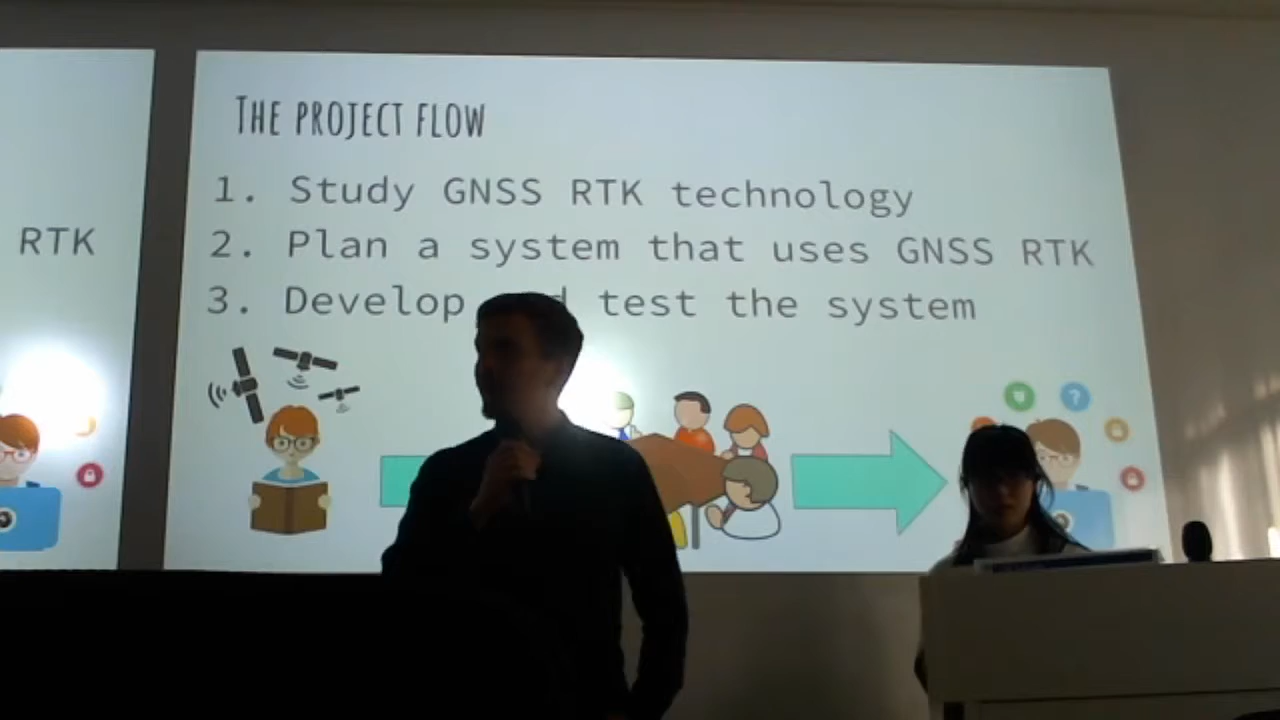 THE PROJECT FLOW
1. Study GNSS RTK technology
2. Plan a system that uses GNSS RTK
3. Develop and test the system
RTK
?